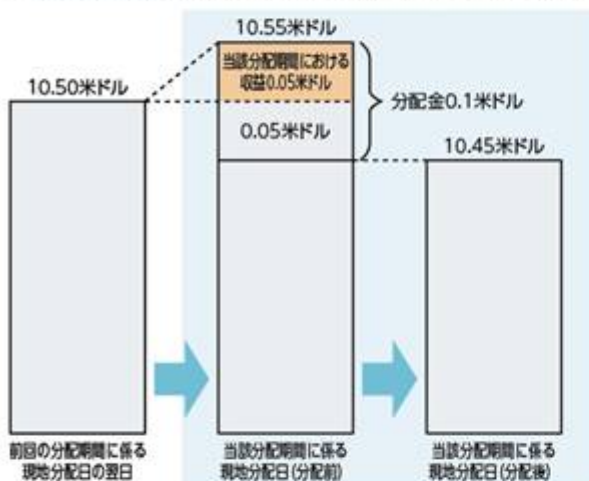 10.55米ドル
当該分配期間における
収益0.05米ドル
10.50米ドル
分配金0.1米ドル
0.05米ドル
10.45米ドル
前回の分配期間に係る
現地分配日の翌日
当該分配期間に係る
現地分配日(分配前)
当該分配期間に係る
現地分配日(分配後)